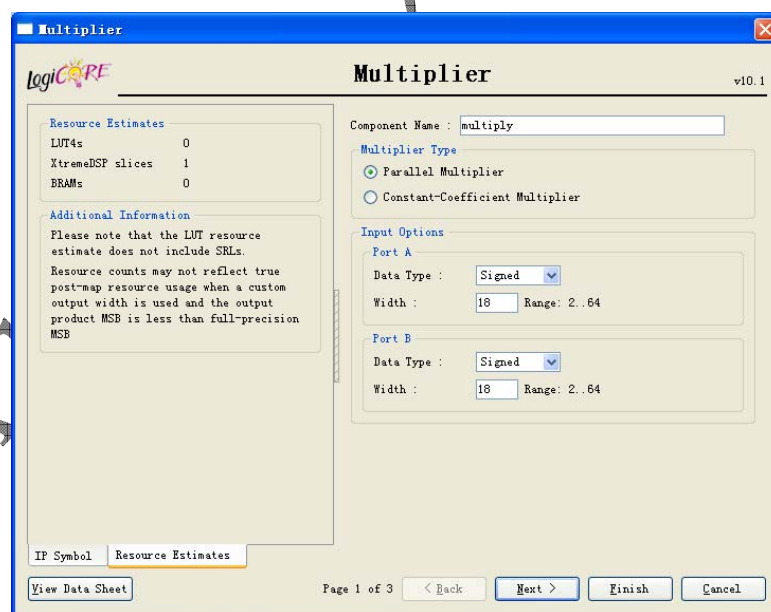 Multiplier
LogiCORE
Multiplier
v10.1
Resource Estimates
LUT4s 0
XtremeDSP slices 1
BRAMs 0
Additional Information
Please note that the LUT resource
estimate does not include SRLs.
Resource counts may not reflect true
post-map resource usage when a custom
output width is used and the output
product MSB is less than full-precision
MSB
IP Symbol Resource Estimates
Component Name : multiply
Multiplier Type
Parallel Multiplier
Constant-Coefficient Multiplier
Input Options
Port A
Data Type : Signed
Width : 18 Range: 2..64
Port B
Data Type : Signed
Width : 18 Range: 2..64
View Data Sheet Page 1 of 3 < Back Next > Finish Cancel